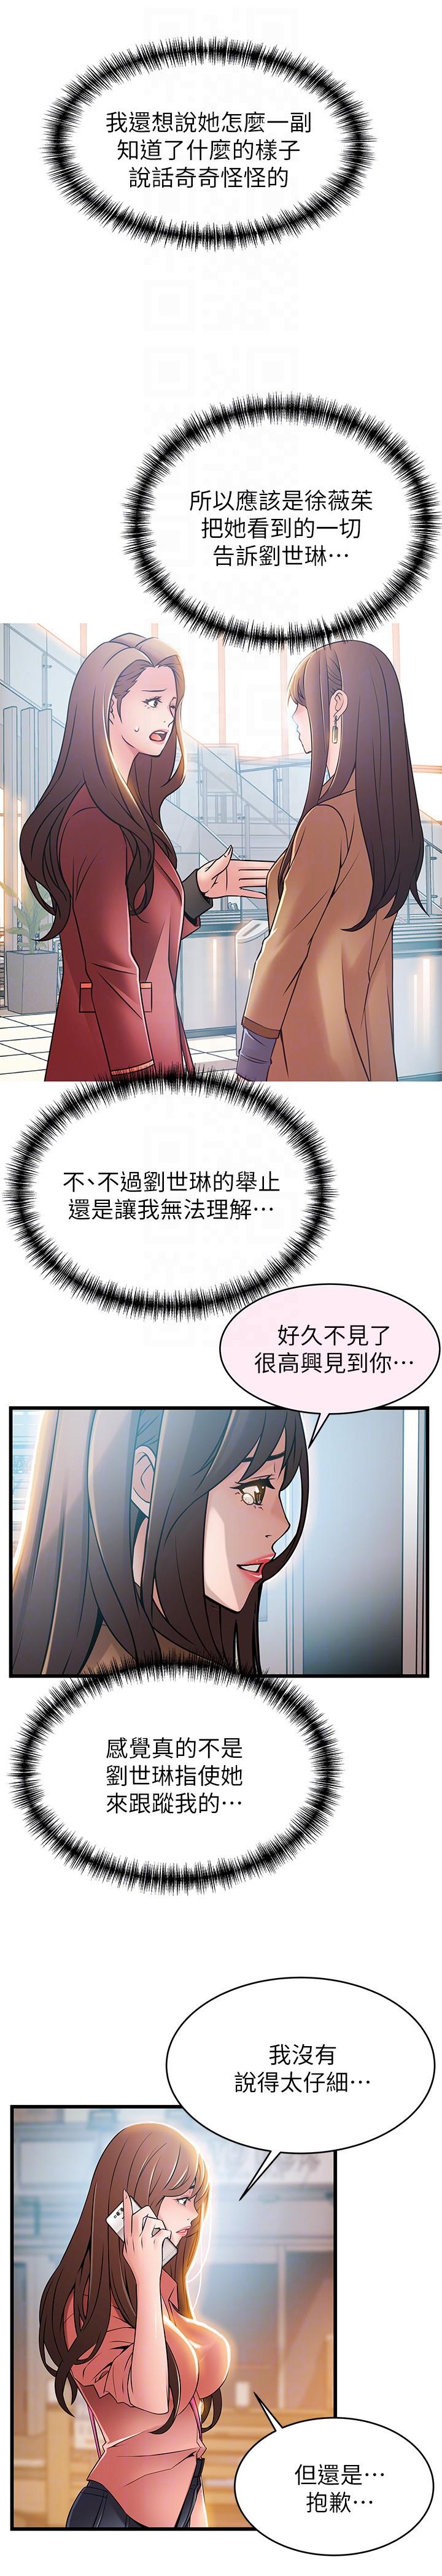 我還想說她怎麼一副
知道了什麼的樣子
說話奇奇怪怪的
所以應該是徐薇茱
把她看到的一切
告訴劉世琳⋯
不、不過劉世琳的舉止
還是讓我無法理解⋯
好久不見了
很高興見到你⋯
感覺真的不是
劉世琳指使她
來跟蹤我的⋯
我沒有
說得太仔細⋯
但還是⋯
抱歉⋯